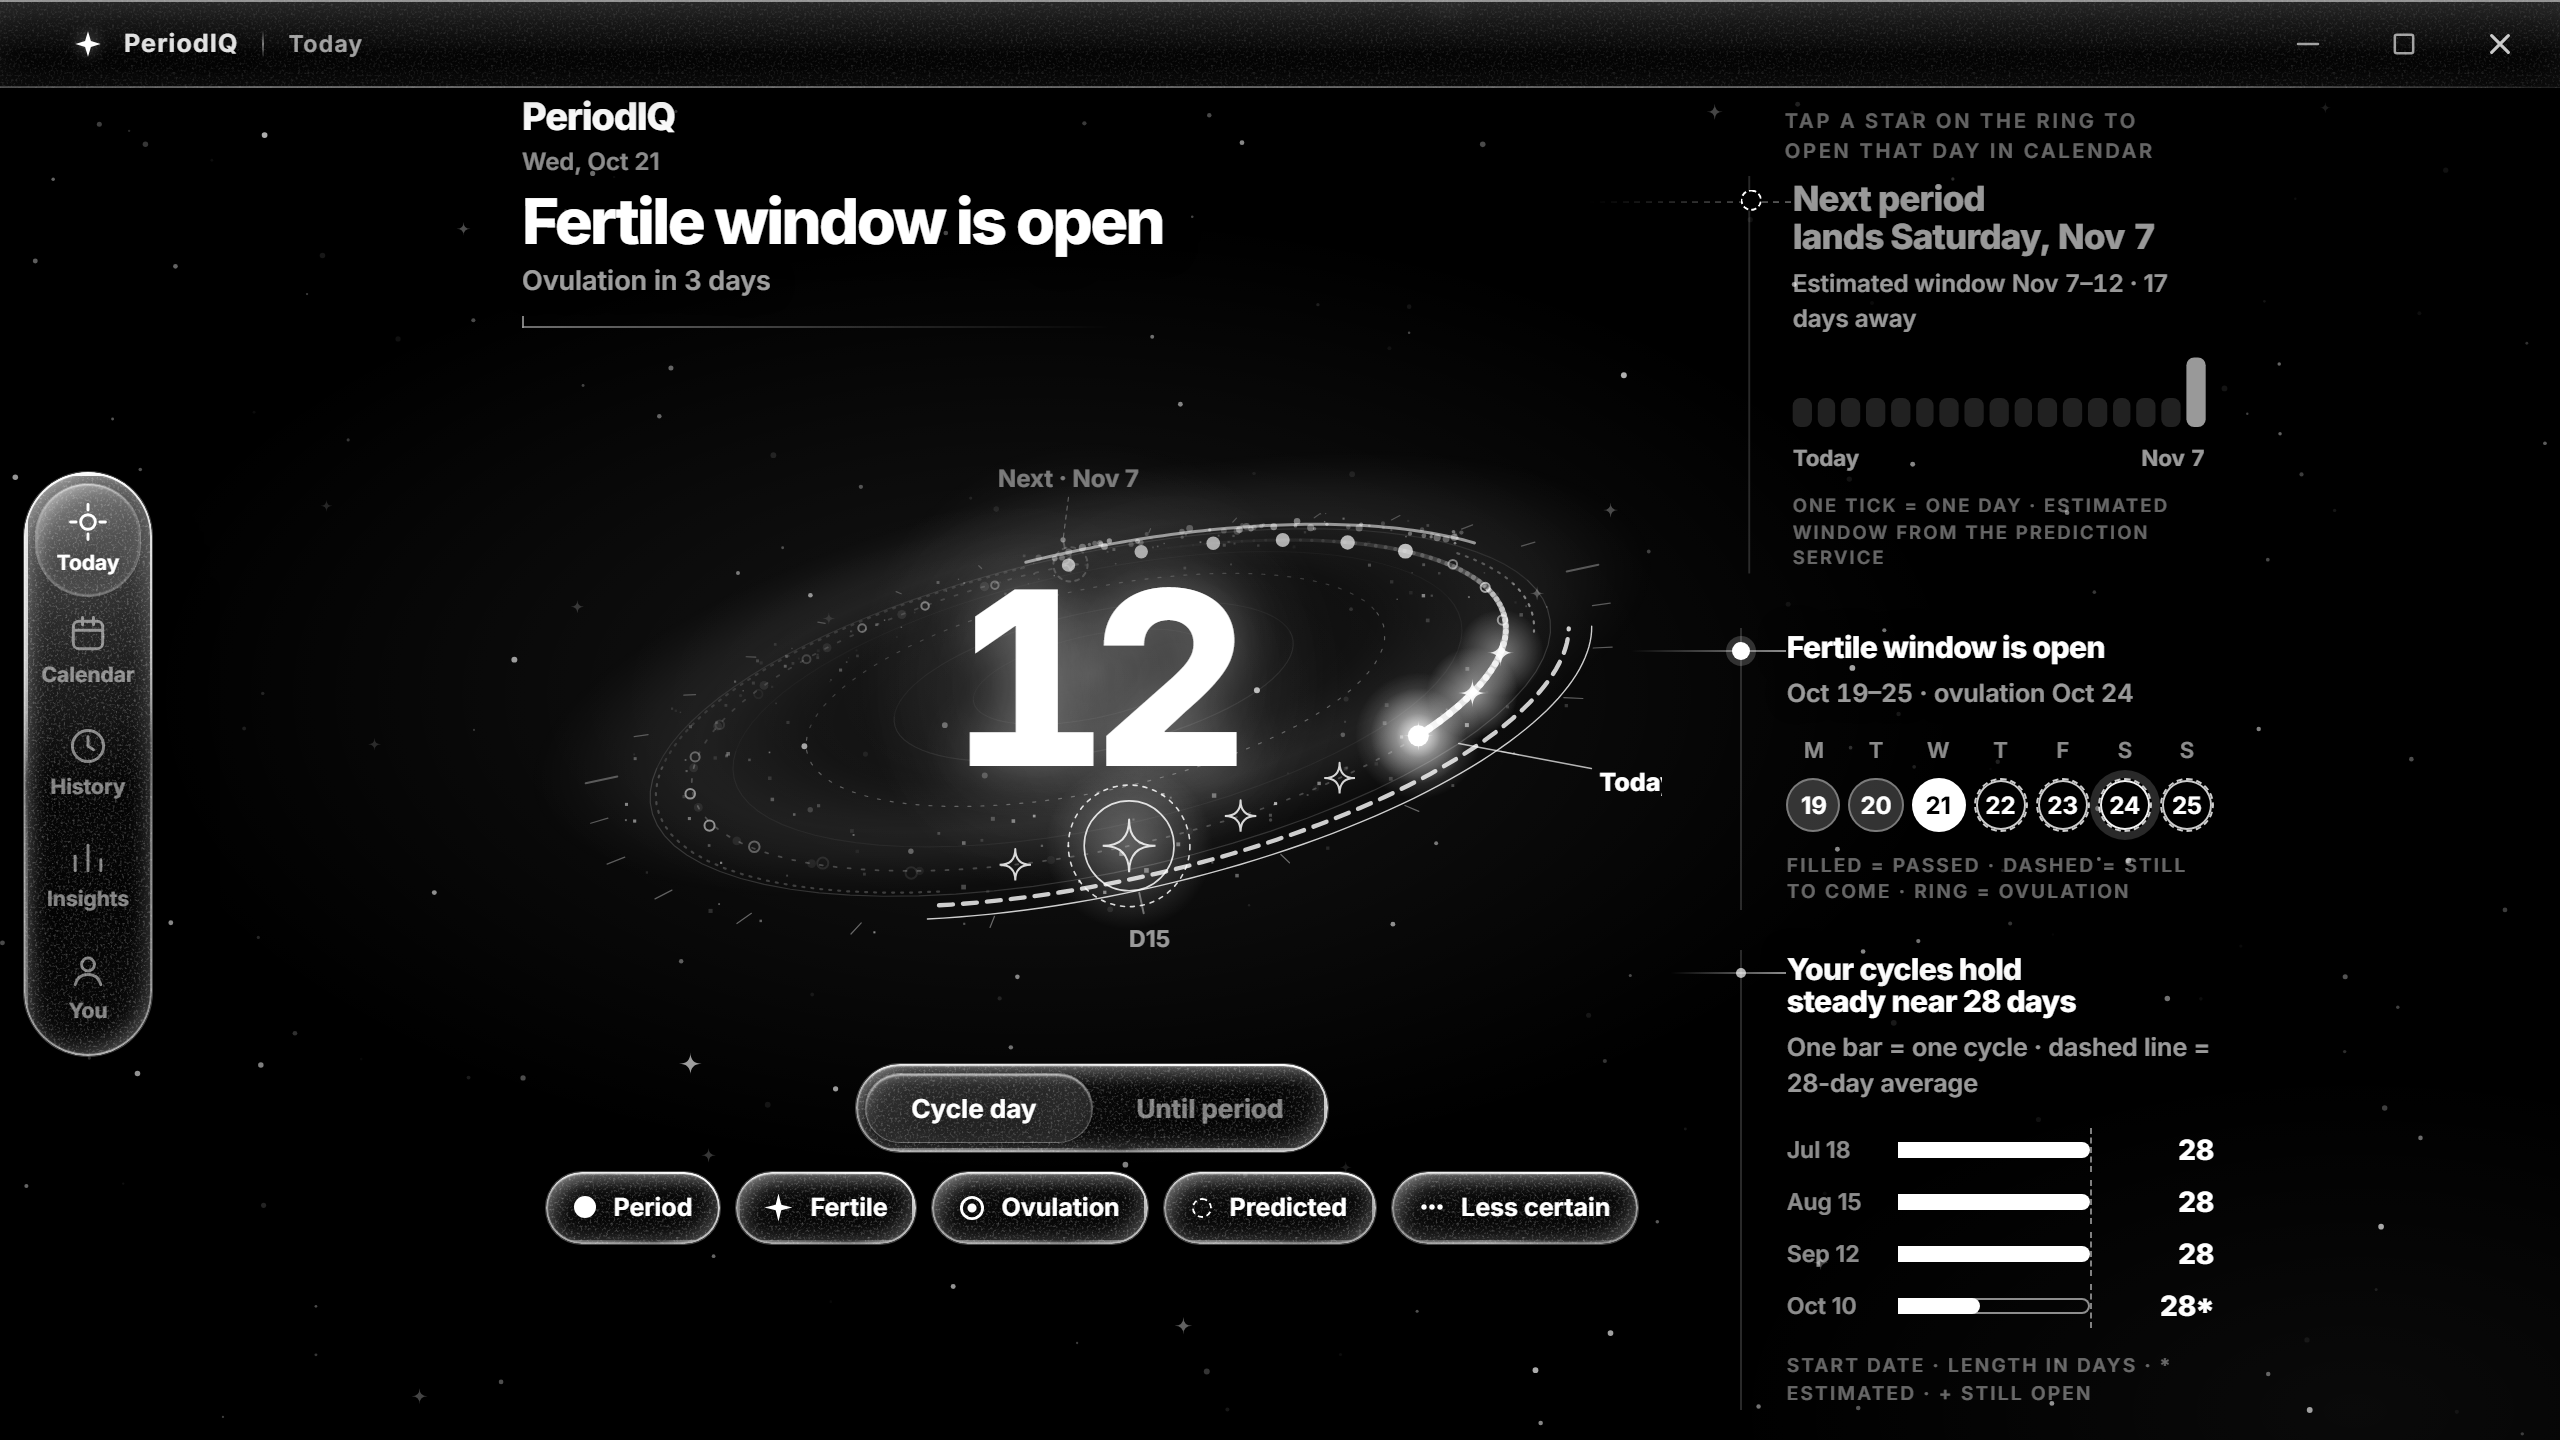 PeriodIQ
Today
PeriodIQ
Wed, Oct 21
Fertile window is open
Ovulation in 3 days
Today
Calendar
History
Insights
You
Next · Nov 7
12
Today
D15
Cycle day
Until period
Period
Fertile
Ovulation
Predicted
Less certain
TAP A STAR ON THE RING TO
OPEN THAT DAY IN CALENDAR
Next period
lands Saturday, Nov 7
Estimated window Nov 7–12 · 17
days away
Today
Nov 7
ONE TICK = ONE DAY · ESTIMATED
WINDOW FROM THE PREDICTION
SERVICE
Fertile window is open
Oct 19–25 · ovulation Oct 24
M T W T F S S
19 20 21 22 23 24 25
FILLED = PASSED · DASHED = STILL
TO COME · RING = OVULATION
Your cycles hold
steady near 28 days
One bar = one cycle · dashed line =
28-day average
Jul 18 28
Aug 15 28
Sep 12 28
Oct 10 28*
START DATE · LENGTH IN DAYS · *
ESTIMATED · + STILL OPEN